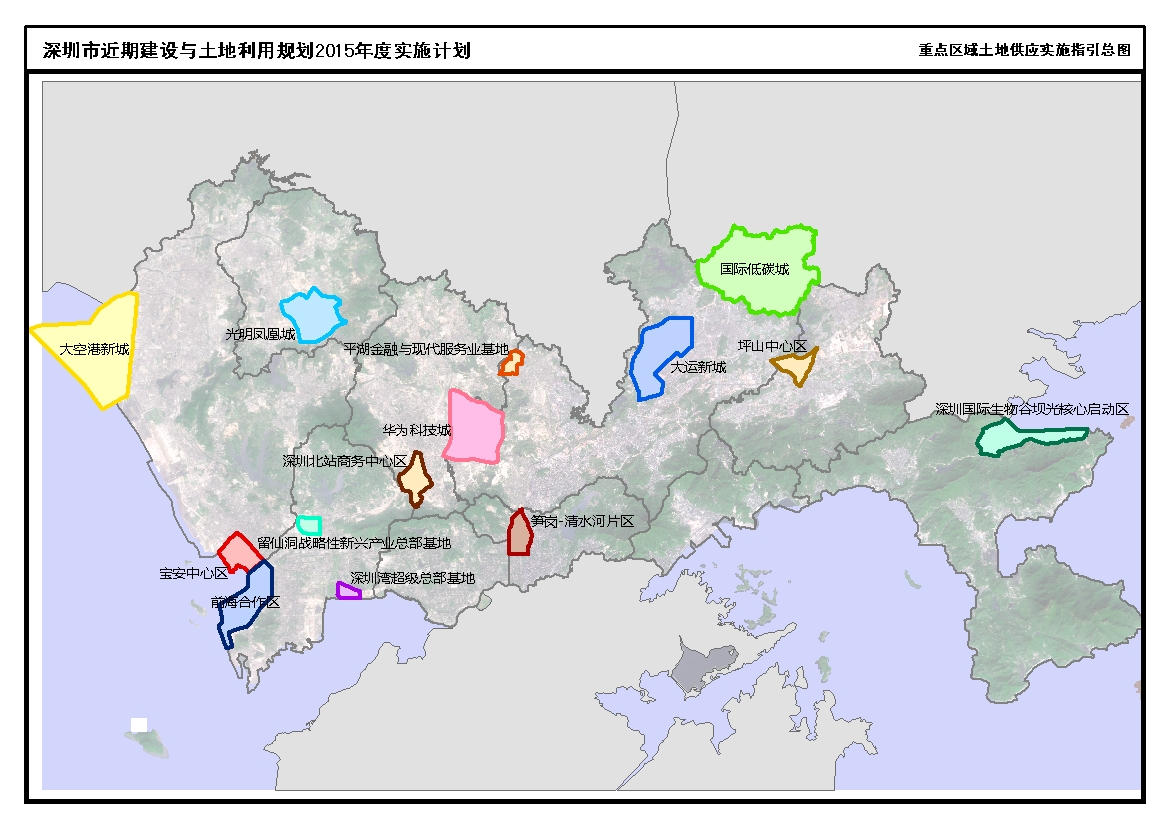 深圳市近期建设与土地利用规划2015年度实施计划
重点区域土地供应实施指引总图
国际低碳城
光明凤凰城
大空港新城
平湖金融与现代服务业基地
坪山中心区
大运新城
深圳国际生物谷坝光核心启动区
华为科技城
深圳北站商务中心区
笋岗-清水河片区
留仙洞战略性新兴产业总部基地
宝安中心区
深圳湾超级总部基地
前海合作区